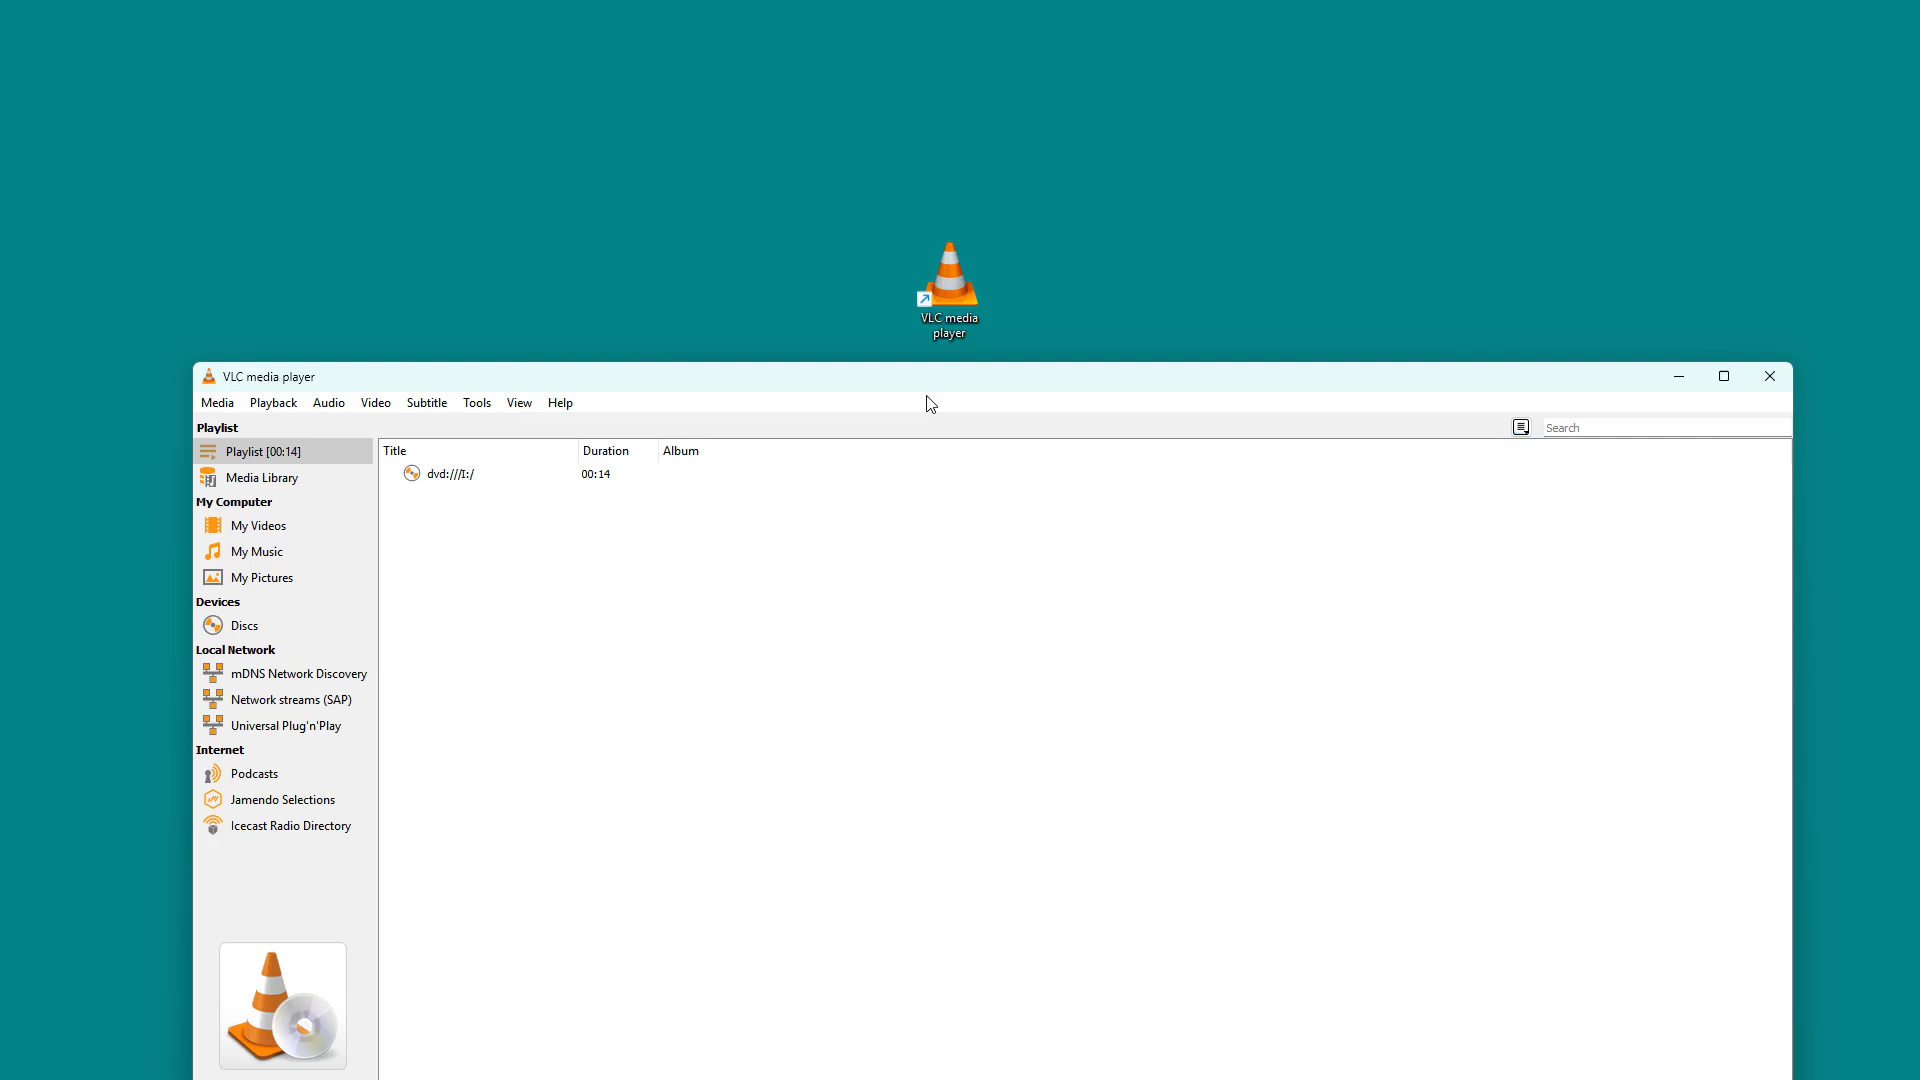 VLC media
player
VLC media player
Media Playback Audio Video Subtitle Tools View Help
Playlist
Search
Playlist [00:14]
Media Library
My Computer
My Videos
My Music
My Pictures
Devices
Discs
Local Network
mDNS Network Discovery
Network streams (SAP)
Universal Plug'n'Play
Internet
Podcasts
Jamendo Selections
Icecast Radio Directory
Title Duration Album
dvd:///I:/ 00:14